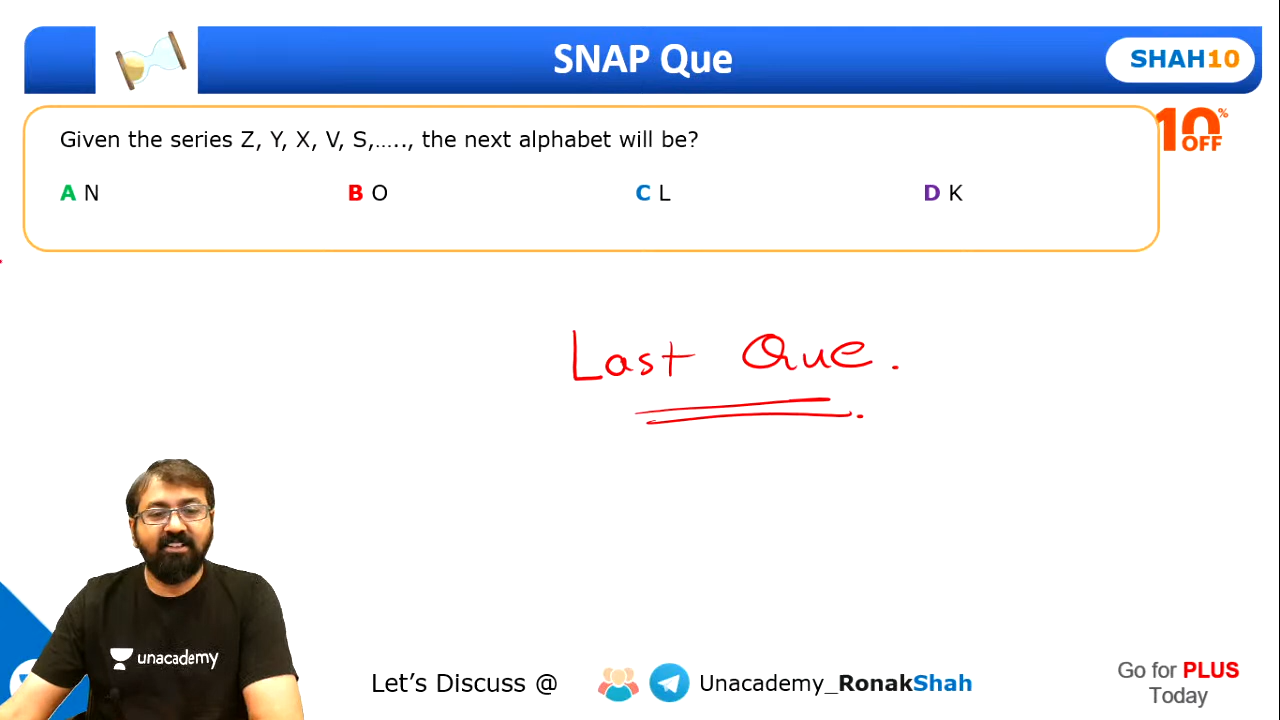 SNAP Que
SHAH10
10% OFF
Given the series Z, Y, X, V, S,....., the next alphabet will be?
A N
B O
C L
D K
Last Que.
unacademy
Let's Discuss @
Unacademy_RonakShah
Go for PLUS
Today